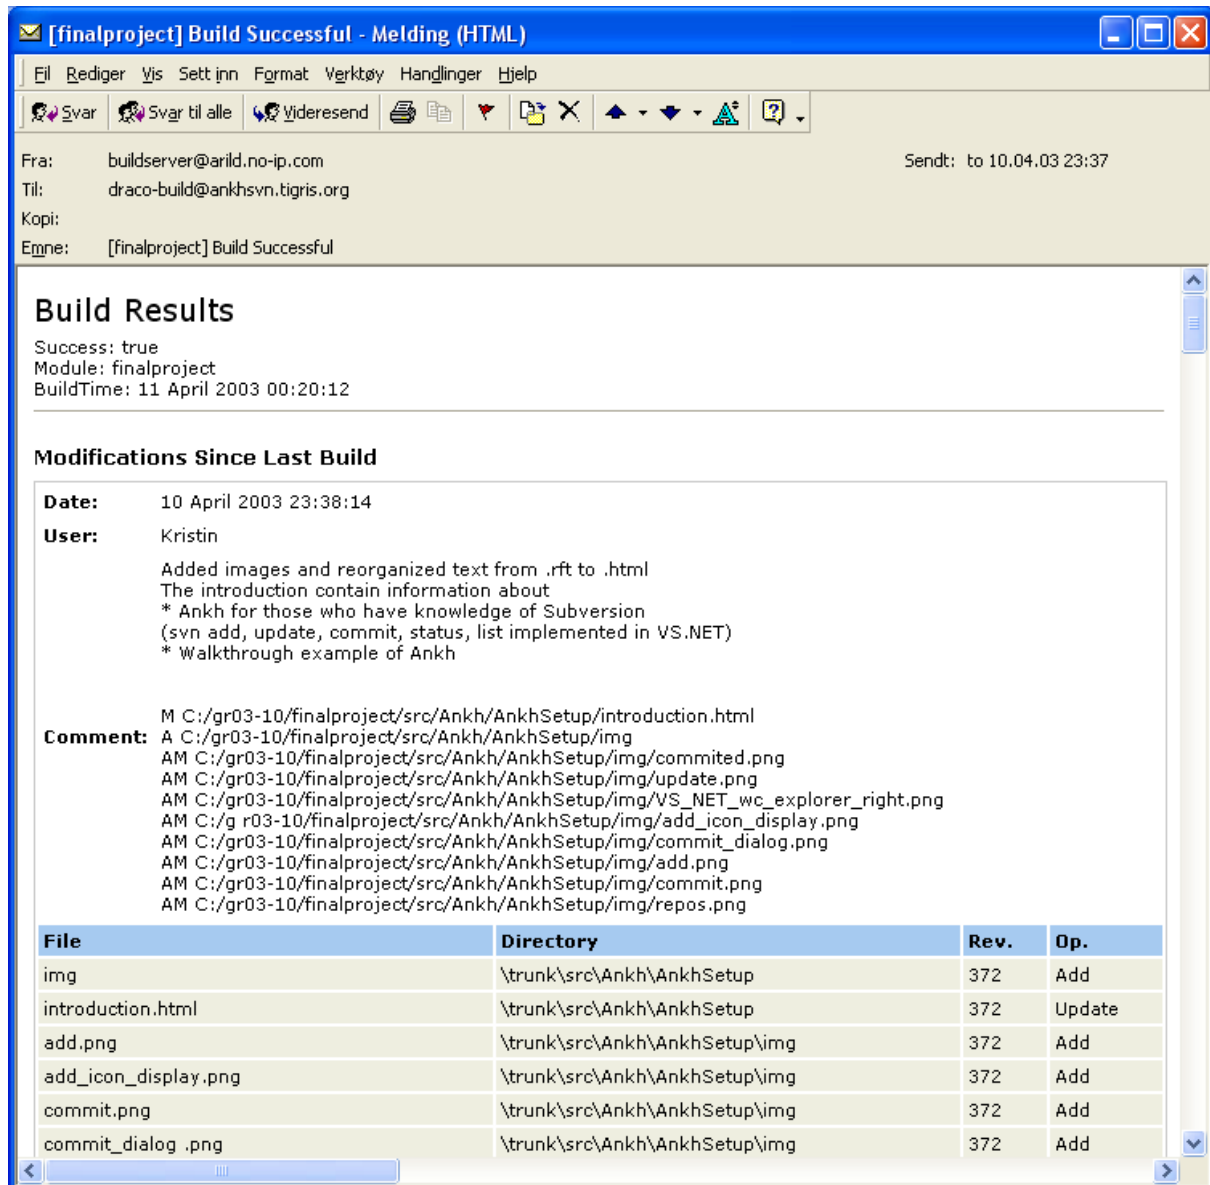 [finalproject] Build Successful - Melding (HTML)
Fil Rediger Vis Sett inn Format Verktøy Handlinger Hjelp
Svar Svar til alle Videresend
Fra: buildserver@arild.no-ip.com Sendt: to 10.04.03 23:37
Til: draco-build@ankhsvn.tigris.org
Kopi:
Emne: [finalproject] Build Successful
Build Results
Success: true
Module: finalproject
BuildTime: 11 April 2003 00:20:12
Modifications Since Last Build
Date: 10 April 2003 23:38:14
User: Kristin
Added images and reorganized text from .rft to .html
The introduction contain information about
* Ankh for those who have knowledge of Subversion
(svn add, update, commit, status, list implemented in VS.NET)
* Walkthrough example of Ankh
M C:/gr03-10/finalproject/src/Ankh/AnkhSetup/introduction.html
Comment: A C:/gr03-10/finalproject/src/Ankh/AnkhSetup/img
AM C:/gr03-10/finalproject/src/Ankh/AnkhSetup/img/commited.png
AM C:/gr03-10/finalproject/src/Ankh/AnkhSetup/img/update.png
AM C:/gr03-10/finalproject/src/Ankh/AnkhSetup/img/VS_NET_wc_explorer_right.png
AM C:/g r03-10/finalproject/src/Ankh/AnkhSetup/img/add_icon_display.png
AM C:/gr03-10/finalproject/src/Ankh/AnkhSetup/img/commit_dialog.png
AM C:/gr03-10/finalproject/src/Ankh/AnkhSetup/img/add.png
AM C:/gr03-10/finalproject/src/Ankh/AnkhSetup/img/commit.png
AM C:/gr03-10/finalproject/src/Ankh/AnkhSetup/img/repos.png
File Directory Rev. Op.
img \trunk\src\Ankh\AnkhSetup 372 Add
introduction.html \trunk\src\Ankh\AnkhSetup 372 Update
add.png \trunk\src\Ankh\AnkhSetup\img 372 Add
add_icon_display.png \trunk\src\Ankh\AnkhSetup\img 372 Add
commit.png \trunk\src\Ankh\AnkhSetup\img 372 Add
commit_dialog .png \trunk\src\Ankh\AnkhSetup\img 372 Add